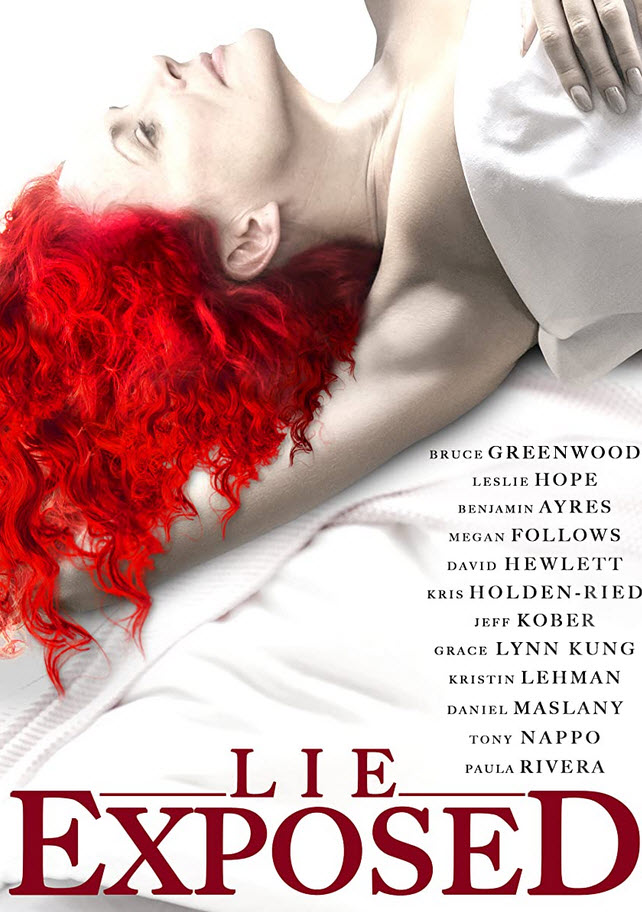 BRUCE GREENWOOD
LESLIE HOPE
BENJAMIN AYRES
MEGAN FOLLOWS
DAVID HEWLETT
KRIS HOLDEN-RIED
JEFF KOBER
GRACE LYNN KUNG
KRISTIN LEHMAN
DANIEL MASLANY
TONY NAPPO
PAULA RIVERA
LIE
EXPOSED